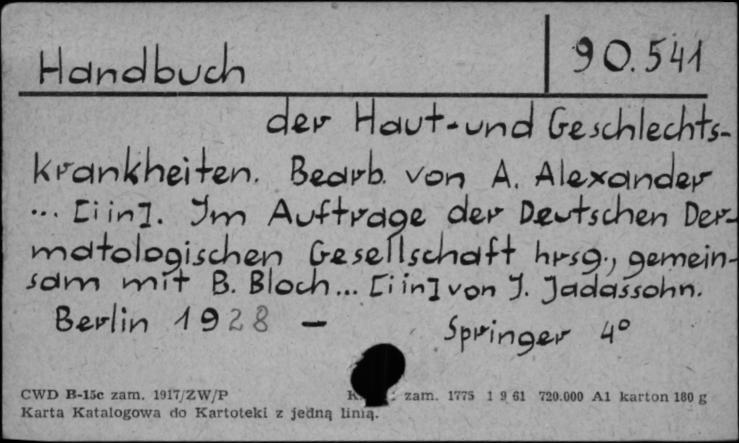 Handbuch 90.541
der Haut-und Geschlechts-
krankheiten. Bearb. von A. Alexander
... [i in]. Im Auftrage der Deutschen Der-
matologischen Gesellschaft hrsg., gemein-
sam mit B. Bloch... [i in] von J. Jadassohn.
Berlin 1928 — Springer 4°
CWD B-15c zam. 1917/ZW/P zam. 1775 1 9 61 720.000 A1 karton 180 g
Karta Katalogowa do Kartoteki z jedną linią.